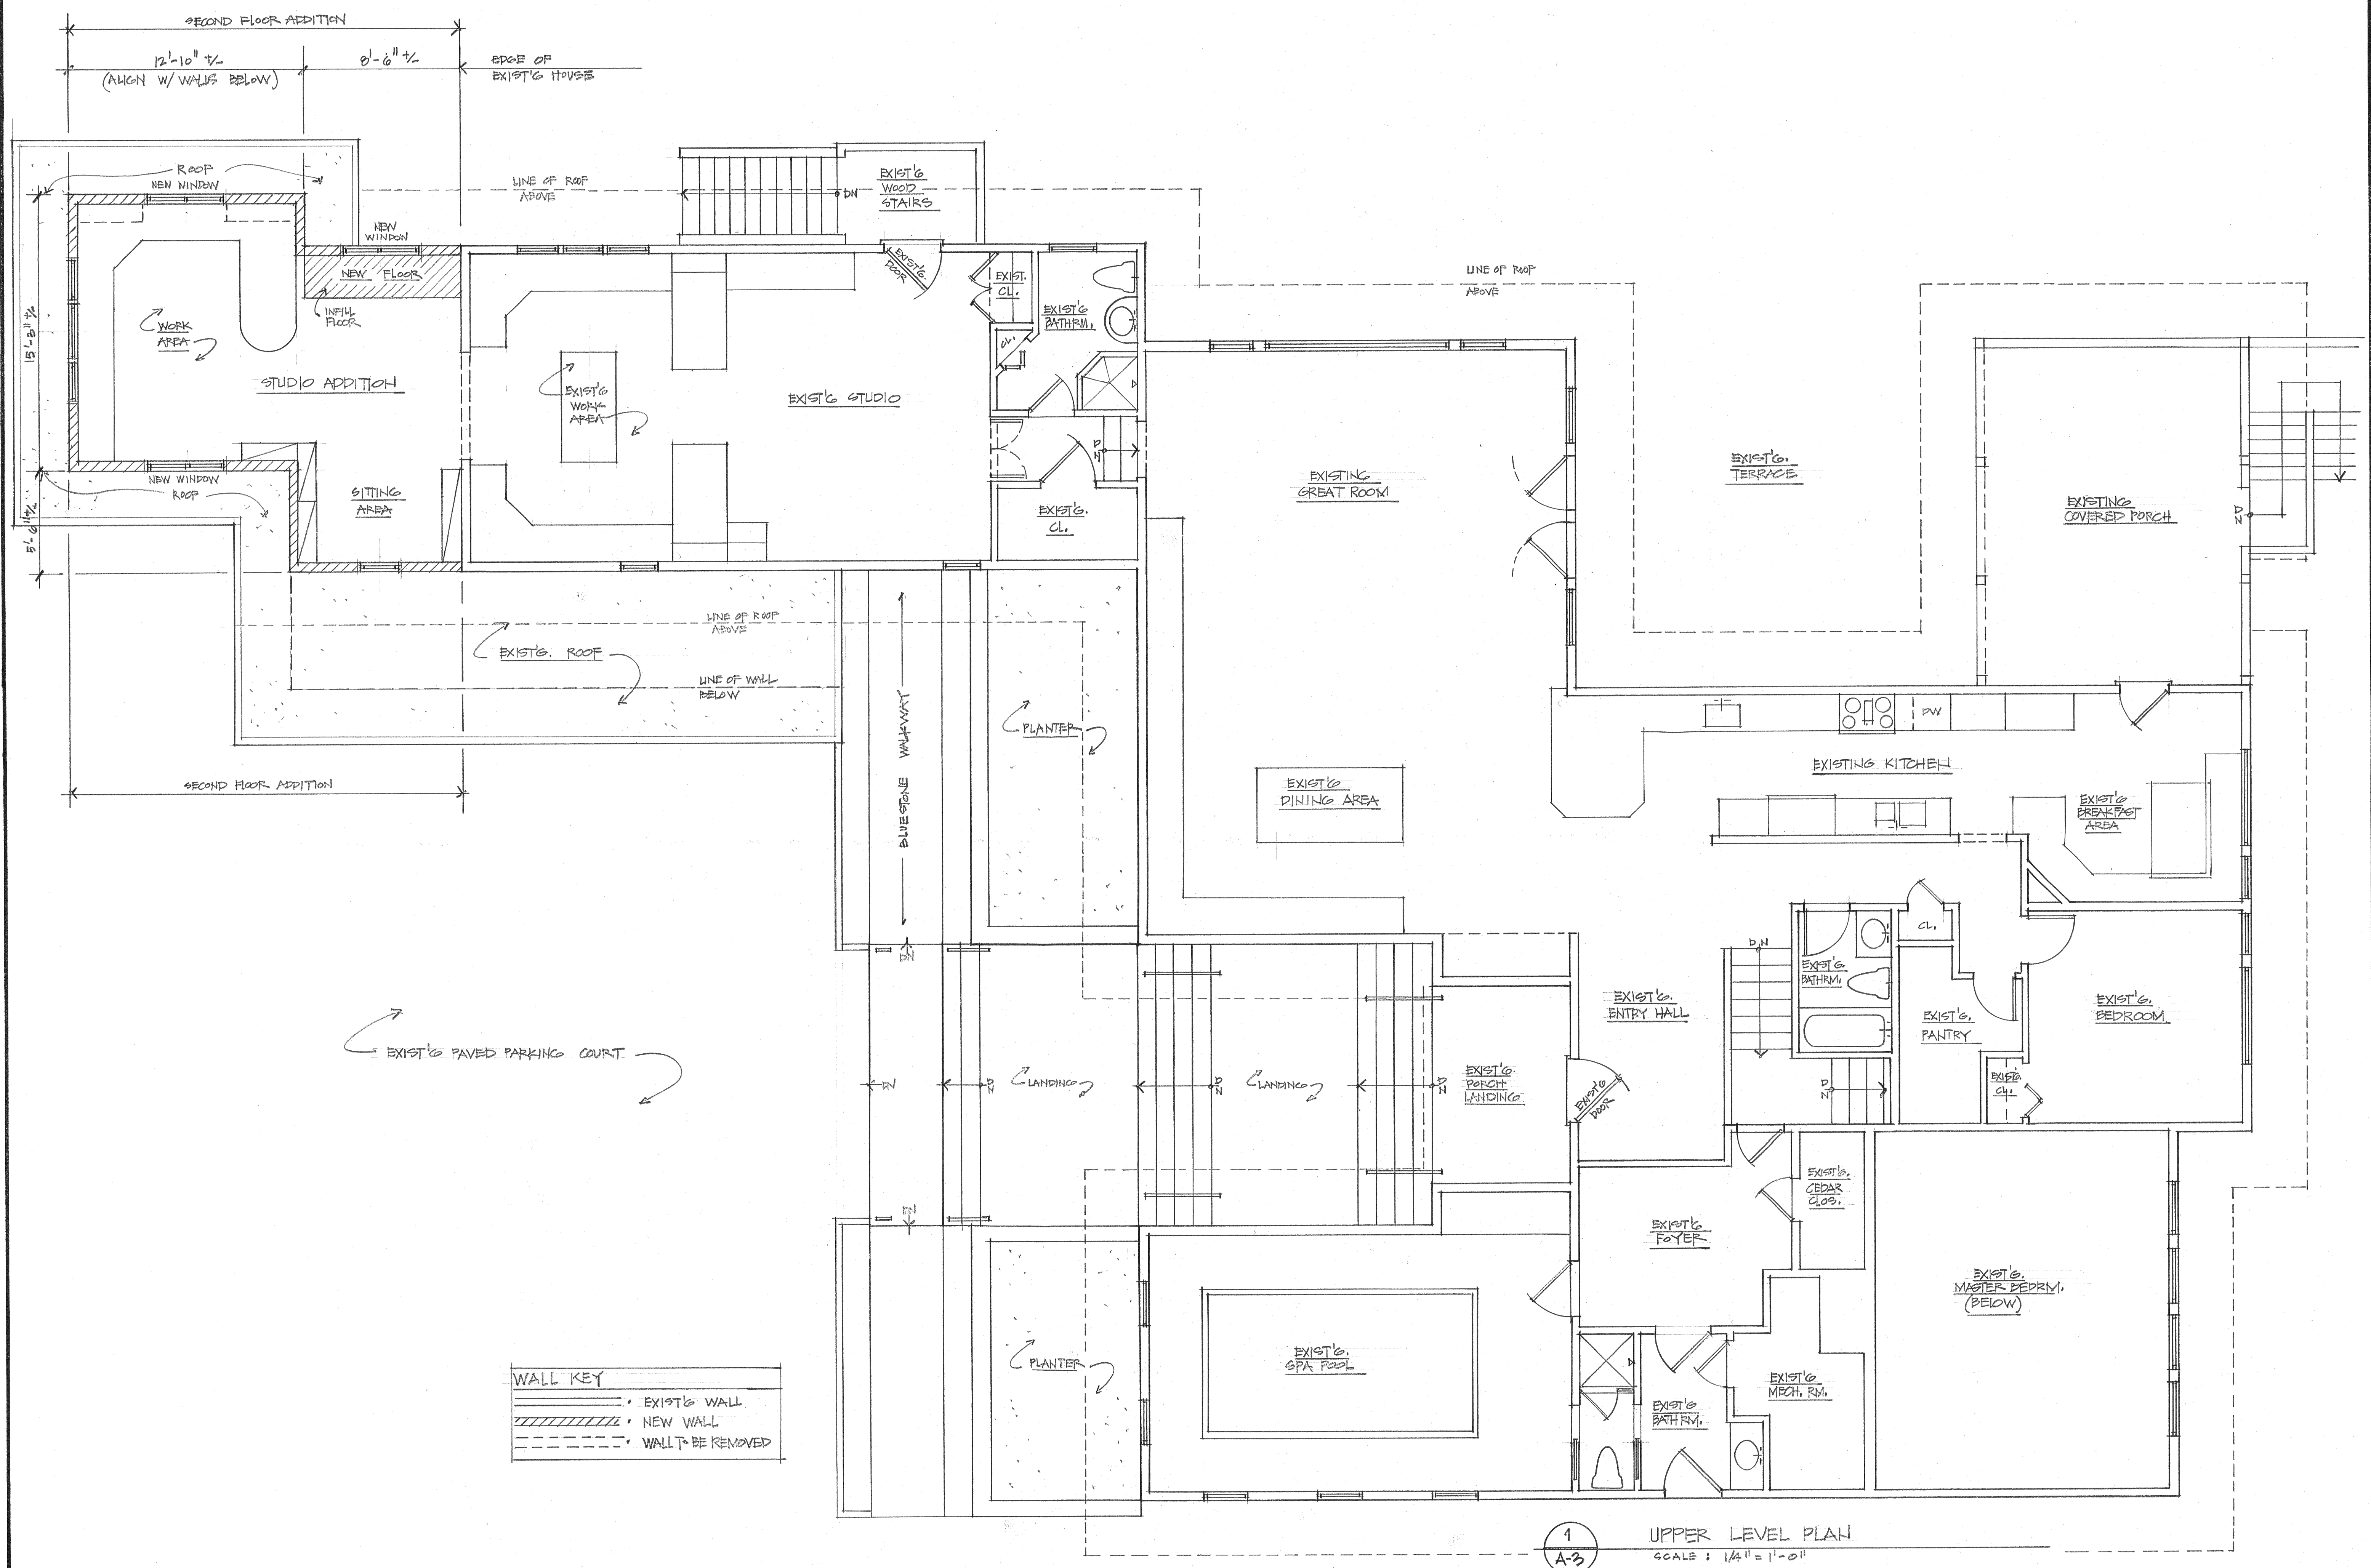 SECOND FLOOR ADDITION
12'-10" +/-
(ALIGN W/ WALLS BELOW)
8'-6" +/-
EDGE OF
EXIST'G HOUSE
ROOF
NEW WINDOW
NEW
WINDOW
NEW FLOOR
INFILL
FLOOR
WORK
AREA
15'-3" +/-
STUDIO ADDITION
NEW WINDOW
ROOF
SITTING
AREA
5'-6" +/-
LINE OF ROOF
ABOVE
DN
EXIST'G
WOOD
STAIRS
EXIST'G
DOOR
EXIST.
CL.
EXIST'G
BATHRM.
CL.
EXIST'G
WORK
AREA
EXIST'G STUDIO
DN
EXIST'G.
CL.
LINE OF ROOF
ABOVE
EXISTING
GREAT ROOM
EXIST'G.
TERRACE
EXISTING
COVERED PORCH
DN
LINE OF ROOF
ABOVE
EXIST'G. ROOF
LINE OF WALL
BELOW
SECOND FLOOR ADDITION
BLUESTONE WALKWAY
PLANTER
DW
EXISTING KITCHEN
EXIST'G
DINING AREA
EXIST'G
BREAKFAST
AREA
DN
DN
CL.
EXIST'G.
BATHRM.
EXIST'G.
ENTRY HALL
EXIST'G.
PANTRY
EXIST'G.
BEDROOM
EXIST'G PAVED PARKING COURT
DN
DN
LANDING
DN
LANDING
DN
EXIST'G.
PORCH
LANDING
EXIST'G
DOOR
DN
EXIST'G.
CL.
DN
EXIST'G.
CEDAR
CLOS.
EXIST'G
FOYER
EXIST'G.
MASTER BEDRM.
(BELOW)
PLANTER
EXIST'G.
SPA POOL
EXIST'G
MECH. RM.
EXIST'G
BATHRM.
WALL KEY
EXIST'G WALL
NEW WALL
WALL TO BE REMOVED
1
A-3
UPPER LEVEL PLAN
SCALE : 1/4" = 1'-0"